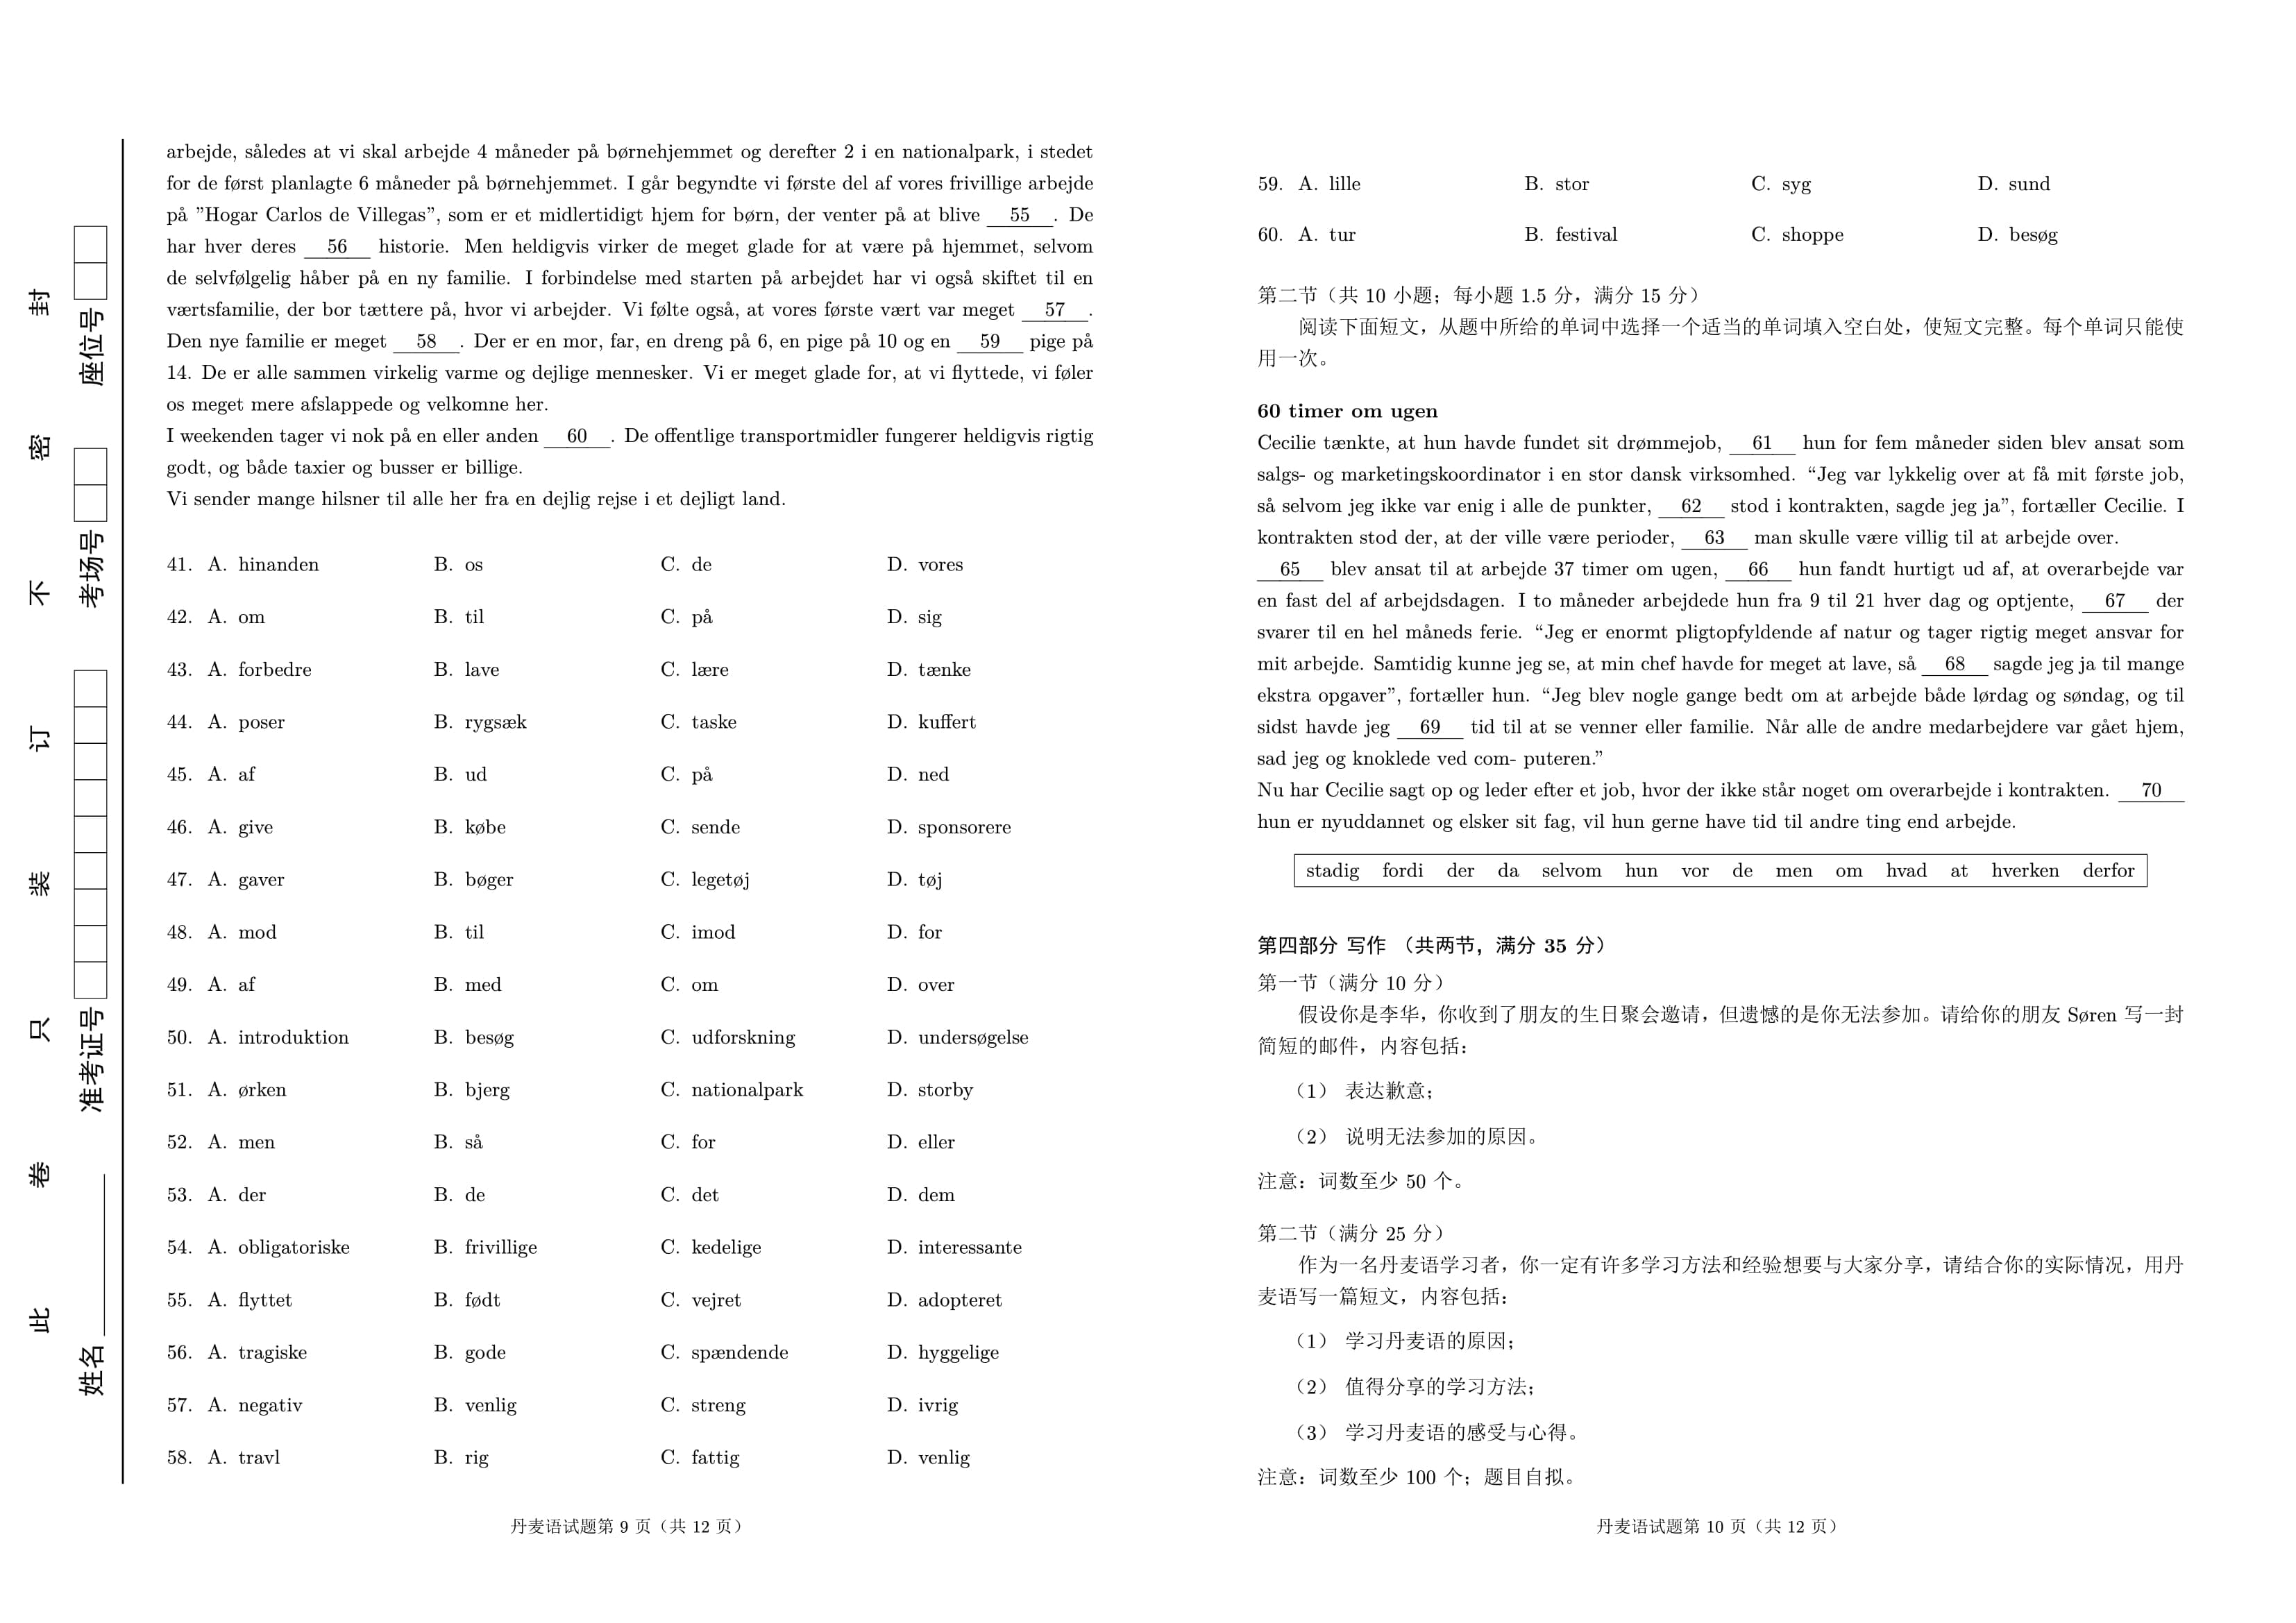 arbejde, således at vi skal arbejde 4 måneder på børnehjemmet og derefter 2 i en nationalpark, i stedet
for de først planlagte 6 måneder på børnehjemmet. I går begyndte vi første del af vores frivillige arbejde
på ”Hogar Carlos de Villegas”, som er et midlertidigt hjem for børn, der venter på at blive 55 . De
har hver deres 56 historie. Men heldigvis virker de meget glade for at være på hjemmet, selvom
de selvfølgelig håber på en ny familie. I forbindelse med starten på arbejdet har vi også skiftet til en
værtsfamilie, der bor tættere på, hvor vi arbejder. Vi følte også, at vores første vært var meget 57 .
Den nye familie er meget 58 . Der er en mor, far, en dreng på 6, en pige på 10 og en 59 pige på
14. De er alle sammen virkelig varme og dejlige mennesker. Vi er meget glade for, at vi flyttede, vi føler
os meget mere afslappede og velkomne her.
I weekenden tager vi nok på en eller anden 60 . De offentlige transportmidler fungerer heldigvis rigtig
godt, og både taxier og busser er billige.
Vi sender mange hilsner til alle her fra en dejlig rejse i et dejligt land.
41. A. hinanden B. os C. de D. vores
42. A. om B. til C. på D. sig
43. A. forbedre B. lave C. lære D. tænke
44. A. poser B. rygsæk C. taske D. kuffert
45. A. af B. ud C. på D. ned
46. A. give B. købe C. sende D. sponsorere
47. A. gaver B. bøger C. legetøj D. tøj
48. A. mod B. til C. imod D. for
49. A. af B. med C. om D. over
50. A. introduktion B. besøg C. udforskning D. undersøgelse
51. A. ørken B. bjerg C. nationalpark D. storby
52. A. men B. så C. for D. eller
53. A. der B. de C. det D. dem
54. A. obligatoriske B. frivillige C. kedelige D. interessante
55. A. flyttet B. født C. vejret D. adopteret
56. A. tragiske B. gode C. spændende D. hyggelige
57. A. negativ B. venlig C. streng D. ivrig
58. A. travl B. rig C. fattig D. venlig
丹麦语试题第 9 页（共 12 页）
59. A. lille B. stor C. syg D. sund
60. A. tur B. festival C. shoppe D. besøg
第二节（共 10 小题；每小题 1.5 分，满分 15 分）
阅读下面短文，从题中所给的单词中选择一个适当的单词填入空白处，使短文完整。每个单词只能使
用一次。
60 timer om ugen
Cecilie tænkte, at hun havde fundet sit drømmejob, 61 hun for fem måneder siden blev ansat som
salgs- og marketingskoordinator i en stor dansk virksomhed. “Jeg var lykkelig over at få mit første job,
så selvom jeg ikke var enig i alle de punkter, 62 stod i kontrakten, sagde jeg ja”, fortæller Cecilie. I
kontrakten stod der, at der ville være perioder, 63 man skulle være villig til at arbejde over.
65 blev ansat til at arbejde 37 timer om ugen, 66 hun fandt hurtigt ud af, at overarbejde var
en fast del af arbejdsdagen. I to måneder arbejdede hun fra 9 til 21 hver dag og optjente, 67 der
svarer til en hel måneds ferie. “Jeg er enormt pligtopfyldende af natur og tager rigtig meget ansvar for
mit arbejde. Samtidig kunne jeg se, at min chef havde for meget at lave, så 68 sagde jeg ja til mange
ekstra opgaver”, fortæller hun. “Jeg blev nogle gange bedt om at arbejde både lørdag og søndag, og til
sidst havde jeg 69 tid til at se venner eller familie. Når alle de andre medarbejdere var gået hjem,
sad jeg og knoklede ved com- puteren.”
Nu har Cecilie sagt op og leder efter et job, hvor der ikke står noget om overarbejde i kontrakten. 70
hun er nyuddannet og elsker sit fag, vil hun gerne have tid til andre ting end arbejde.
stadig fordi der da selvom hun vor de men om hvad at hverken derfor
第四部分 写作 （共两节，满分 35 分）
第一节（满分 10 分）
假设你是李华，你收到了朋友的生日聚会邀请，但遗憾的是你无法参加。请给你的朋友 Søren 写一封
简短的邮件，内容包括：
（1） 表达歉意；
（2） 说明无法参加的原因。
注意：词数至少 50 个。
第二节（满分 25 分）
作为一名丹麦语学习者，你一定有许多学习方法和经验想要与大家分享，请结合你的实际情况，用丹
麦语写一篇短文，内容包括：
（1） 学习丹麦语的原因；
（2） 值得分享的学习方法；
（3） 学习丹麦语的感受与心得。
注意：词数至少 100 个；题目自拟。
丹麦语试题第 10 页（共 12 页）
姓名 准考证号 考场号 座位号
此 卷 只 装 订 不 密 封